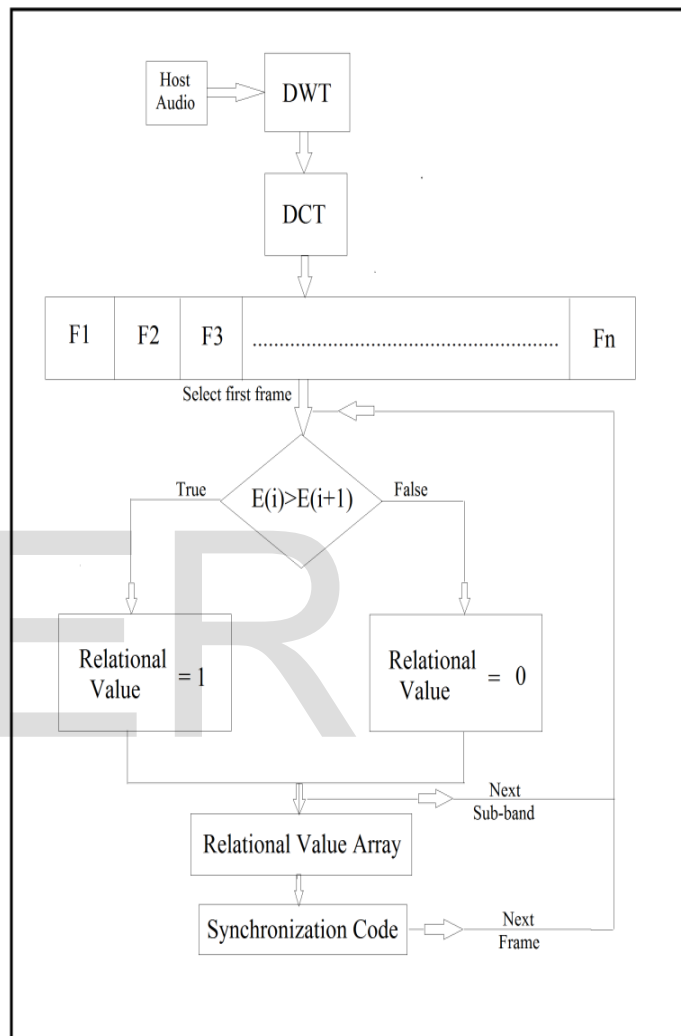 Host
Audio
DWT
DCT
F1 F2 F3 ........................................................ Fn
Select first frame
True
E(i)>E(i+1)
False
Relational
Value = 1
Relational
Value = 0
Next
Sub-band
Relational Value Array
Synchronization Code
Next
Frame
ER